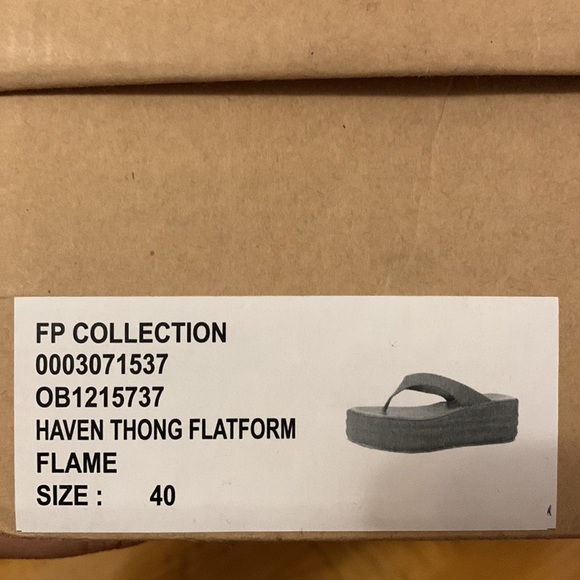 FP COLLECTION
0003071537
OB1215737
HAVEN THONG FLATFORM
FLAME
SIZE : 40